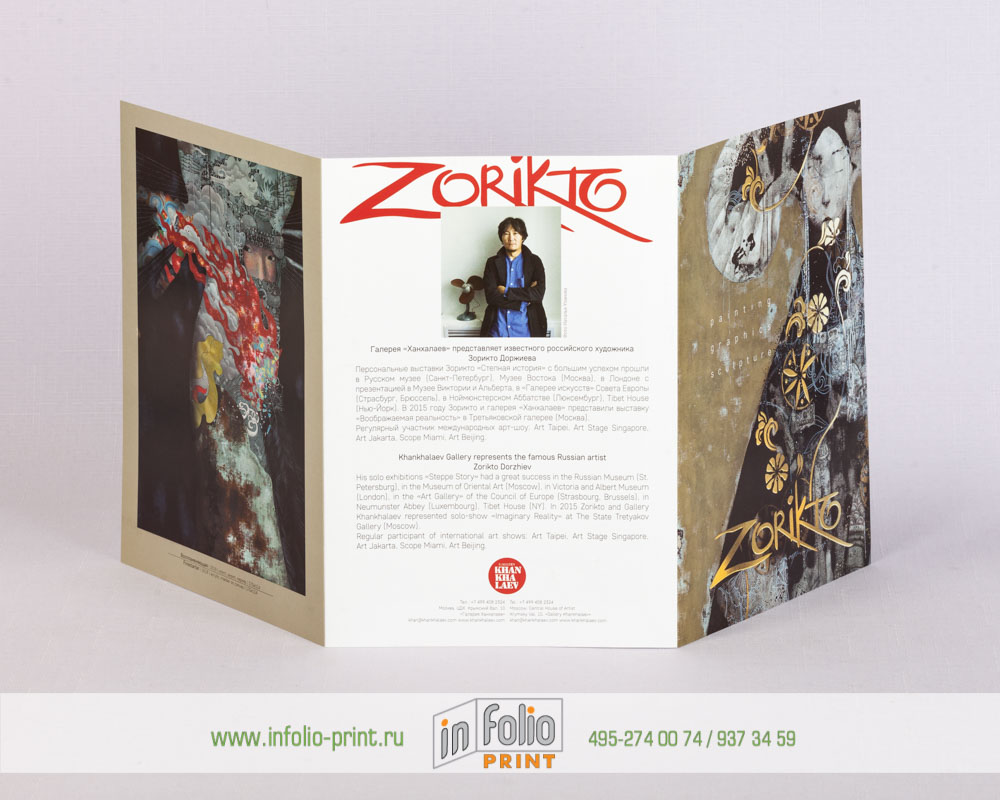 ZORIKTO
Галерея «Ханхалаев» представляет известного российского художника
Зорикто Доржиева
Персональные выставки Зорикто «Степная история» с большим успехом прошли
в Русском музее (Санкт-Петербург), Музее Востока (Москва), в Лондоне с
презентацией в Музее Виктории и Альберта, в «Галерее искусств» Совета Европы
(Страсбург, Брюссель), в Ноймюнстерском Аббатстве (Люксембург), Tibet House
(Нью-Йорк). В 2015 году Зорикто и галерея «Ханхалаев» представили выставку
«Воображаемая реальность» в Третьяковской галерее (Москва).
Регулярный участник международных арт-шоу: Art Taipei, Art Stage Singapore,
Art Jakarta, Scope Miami, Art Beijing.
Khankhalaev Gallery represents the famous Russian artist
Zorikto Dorzhiev
His solo exhibitions «Steppe Story» had a great success in the Russian Museum (St.
Petersburg), in the Museum of Oriental Art (Moscow), in Victoria and Albert Museum
(London), in the «Art Gallery» of the Council of Europe (Strasbourg, Brussels), in
Neumunster Abbey (Luxembourg), Tibet House (NY). In 2015 Zorikto and Gallery
Khankhalaev represented solo-show «Imaginary Reality» at The State Tretyakov
Gallery (Moscow).
Regular participant of international art shows: Art Taipei, Art Stage Singapore,
Art Jakarta, Scope Miami, Art Beijing.
KHAN
KHA
LAEV
painting
graphics
sculpture
ZORIKTO
www.infolio-print.ru
in folio
PRINT
495-274 00 74 / 937 34 59